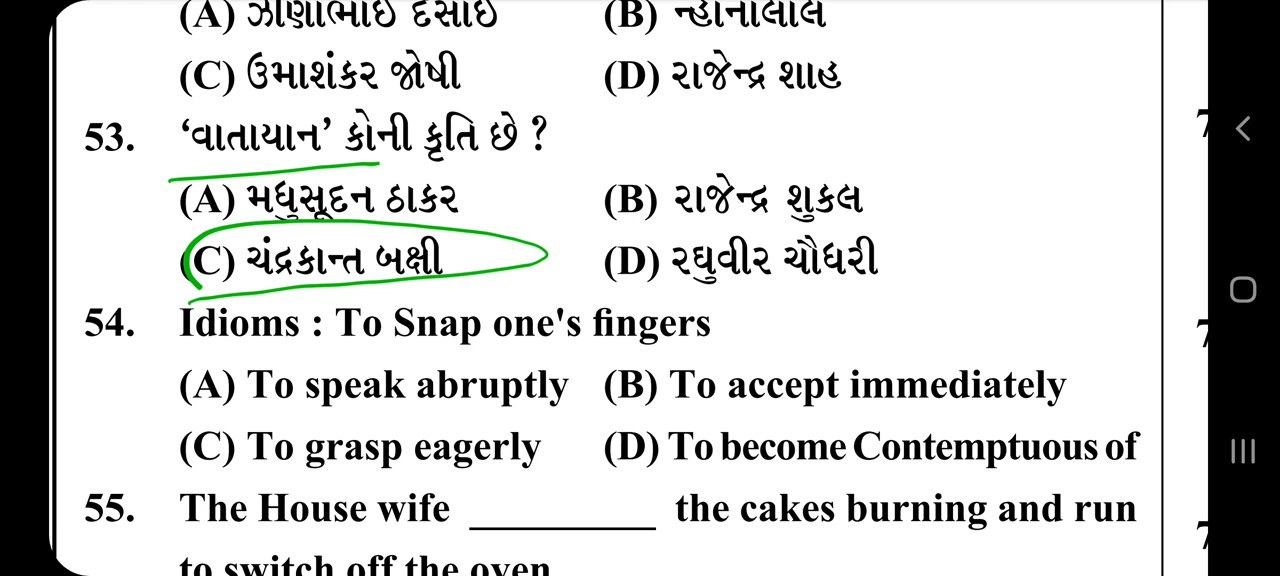 (A) ઝીણાભાઈ દેસાઈ (B) ન્હાનાલાલ
(C) ઉમાશંકર જોષી (D) રાજેન્દ્ર શાહ
53. ‘વાતાયાન’ કોની કૃતિ છે ?
(A) મધુસૂદન ઠાકર (B) રાજેન્દ્ર શુકલ
(C) ચંદ્રકાન્ત બક્ષી (D) રઘુવીર ચૌધરી
54. Idioms : To Snap one's fingers
(A) To speak abruptly (B) To accept immediately
(C) To grasp eagerly (D) To become Contemptuous of
55. The House wife ________ the cakes burning and run
to switch off the oven